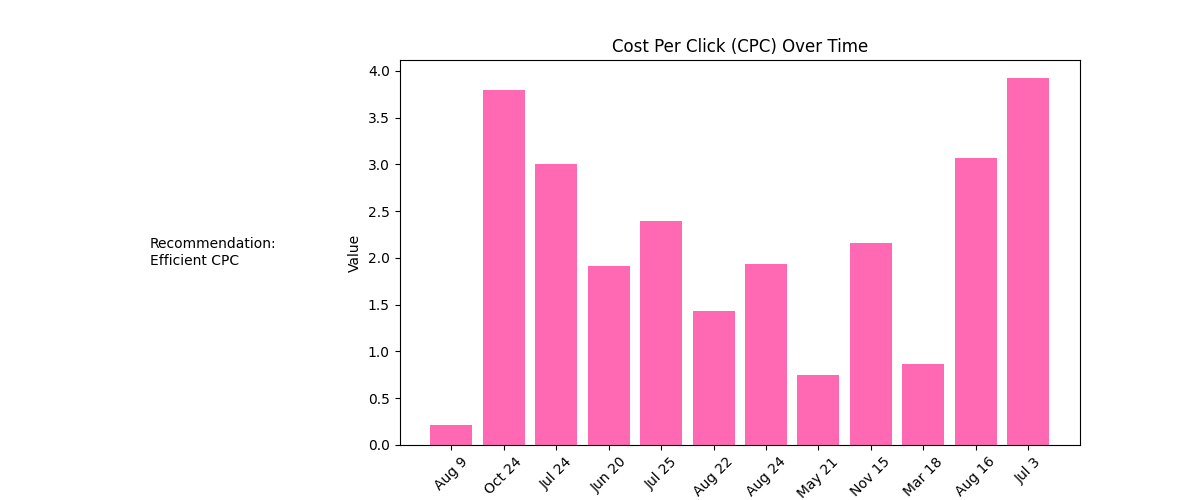 Cost Per Click (CPC) Over Time
Recommendation:
Efficient CPC
Value
4.0
3.5
3.0
2.5
2.0
1.5
1.0
0.5
0.0
Aug 9
Oct 24
Jul 24
Jun 20
Jul 25
Aug 22
Aug 24
May 21
Nov 15
Mar 18
Aug 16
Jul 3